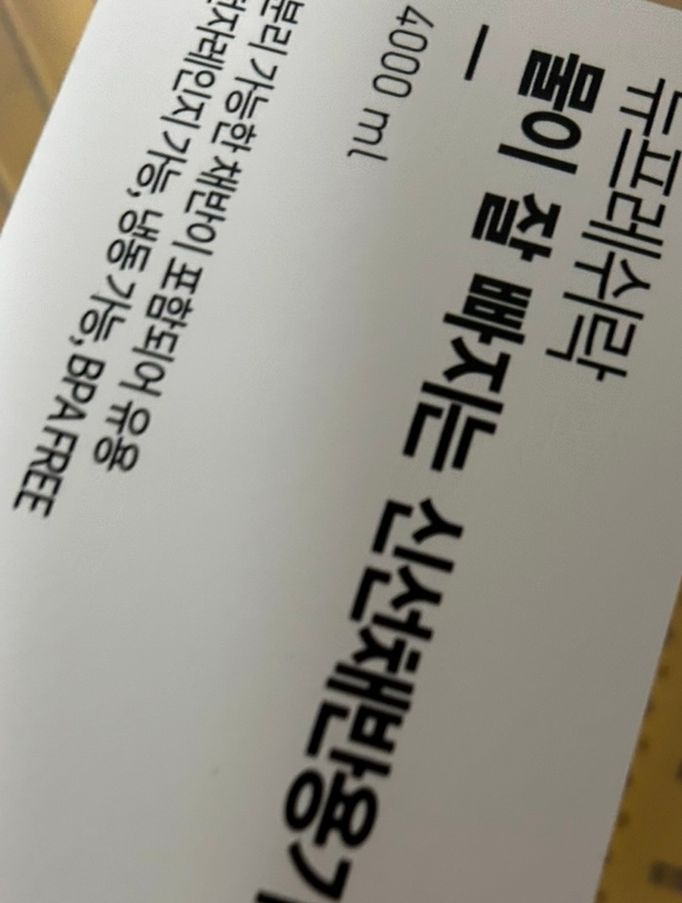 뉴프레쉬락
물이 잘 빠지는 신선채반용기
4000 ml
분리 가능한 채반이 포함되어 유용
전자레인지 가능, 냉동 가능, BPA FREE